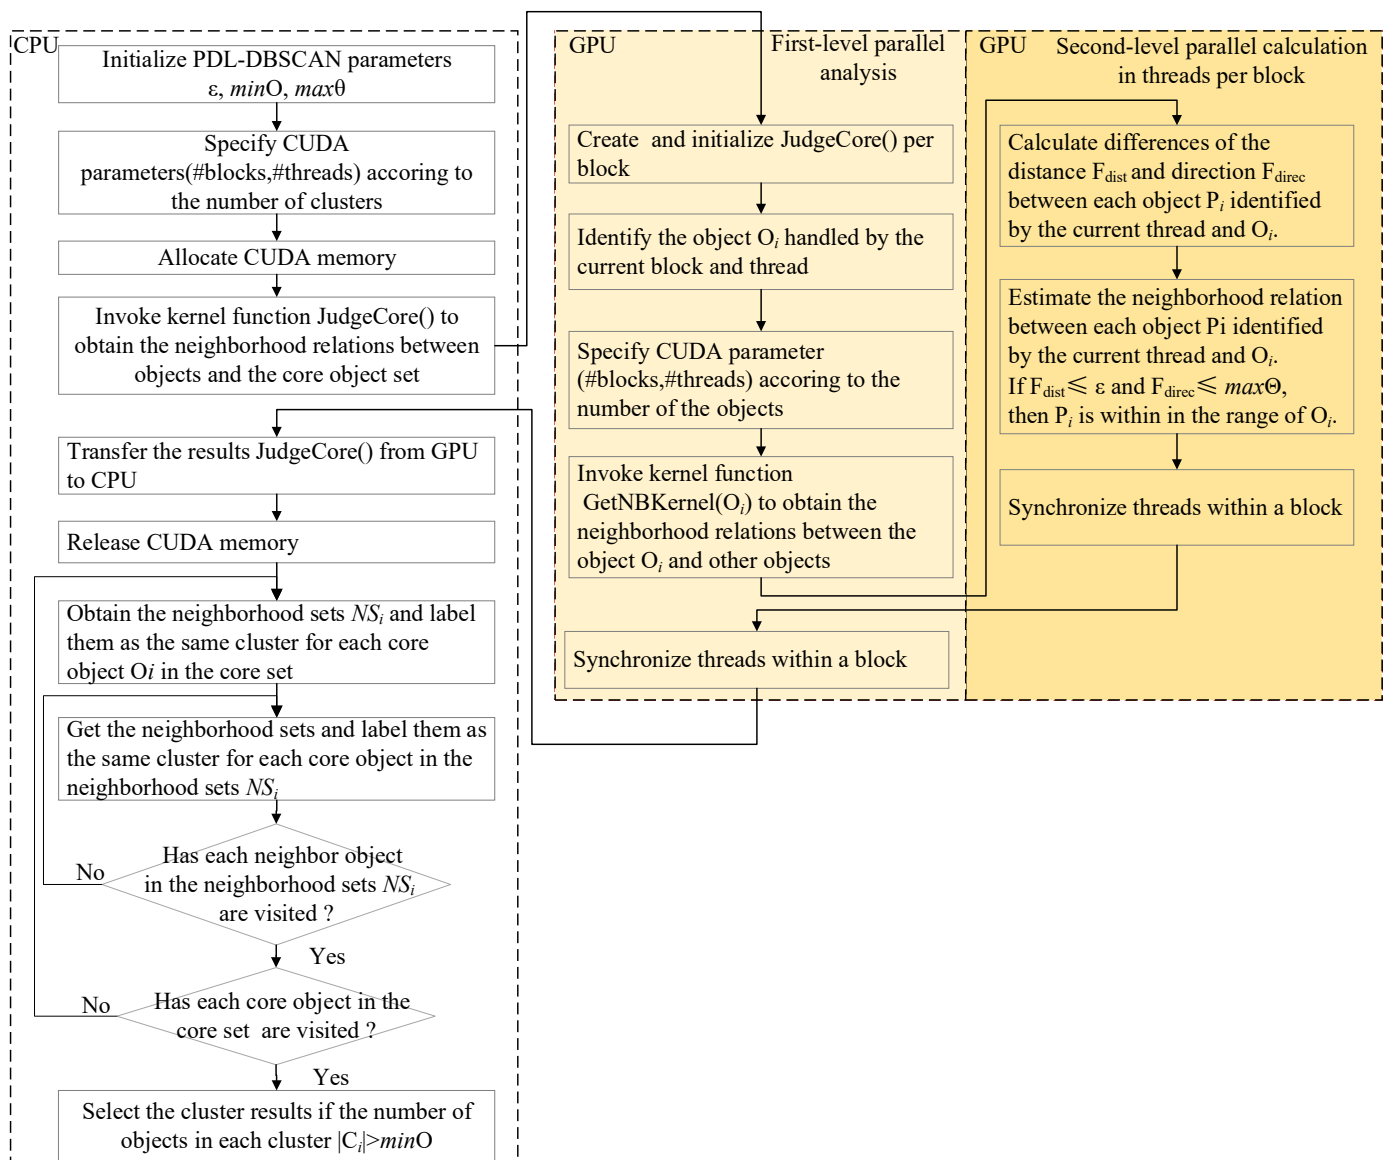 CPU
Initialize PDL-DBSCAN parameters
ε, minO, maxθ
Specify CUDA
parameters(#blocks,#threads) accoring to
the number of clusters
Allocate CUDA memory
Invoke kernel function JudgeCore() to
obtain the neighborhood relations between
objects and the core object set
Transfer the results JudgeCore() from GPU
to CPU
Release CUDA memory
Obtain the neighborhood sets NSi and label
them as the same cluster for each core
object Oi in the core set
Get the neighborhood sets and label them as
the same cluster for each core object in the
neighborhood sets NSi
Has each neighbor object
in the neighborhood sets NSi
are visited ?
No
Yes
Has each core object in the
core set are visited ?
No
Yes
Select the cluster results if the number of
objects in each cluster |Ci|>minO
GPU
First-level parallel
analysis
Create and initialize JudgeCore() per
block
Identify the object Oi handled by the
current block and thread
Specify CUDA parameter
(#blocks,#threads) accoring to the
number of the objects
Invoke kernel function
GetNBKernel(Oi) to obtain the
neighborhood relations between the
object Oi and other objects
Synchronize threads within a block
GPU
Second-level parallel calculation
in threads per block
Calculate differences of the
distance Fdist and direction Fdirec
between each object Pi identified
by the current thread and Oi.
Estimate the neighborhood relation
between each object Pi identified
by the current thread and Oi.
If Fdist⩽ ε and Fdirec⩽ maxΘ,
then Pi is within in the range of Oi.
Synchronize threads within a block